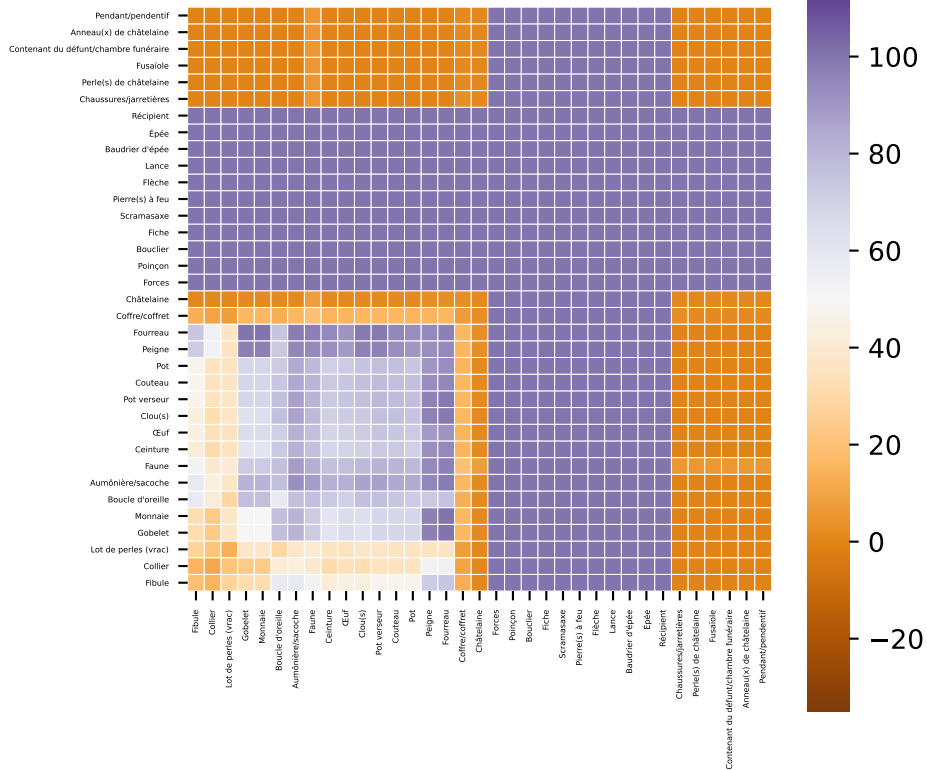 Pendant/pendentif
Anneau(x) de châtelaine
Contenant du défunt/chambre funéraire
Fusaïole
Perle(s) de châtelaine
Chaussures/jarretières
Récipient
Épée
Baudrier d'épée
Lance
Flèche
Pierre(s) à feu
Scramasaxe
Fiche
Bouclier
Poinçon
Forces
Châtelaine
Coffre/coffret
Fourreau
Peigne
Pot
Couteau
Pot verseur
Clou(s)
Œuf
Ceinture
Faune
Aumônière/sacoche
Boucle d'oreille
Monnaie
Gobelet
Lot de perles (vrac)
Collier
Fibule
Fibule
Collier
Lot de perles (vrac)
Gobelet
Monnaie
Boucle d'oreille
Aumônière/sacoche
Faune
Ceinture
Œuf
Clou(s)
Pot verseur
Couteau
Pot
Peigne
Fourreau
Coffre/coffret
Châtelaine
Forces
Poinçon
Bouclier
Fiche
Scramasaxe
Pierre(s) à feu
Flèche
Lance
Baudrier d'épée
Épée
Récipient
Chaussures/jarretières
Perle(s) de châtelaine
Fusaïole
Contenant du défunt/chambre funéraire
Anneau(x) de châtelaine
Pendant/pendentif
100
80
60
40
20
0
−20